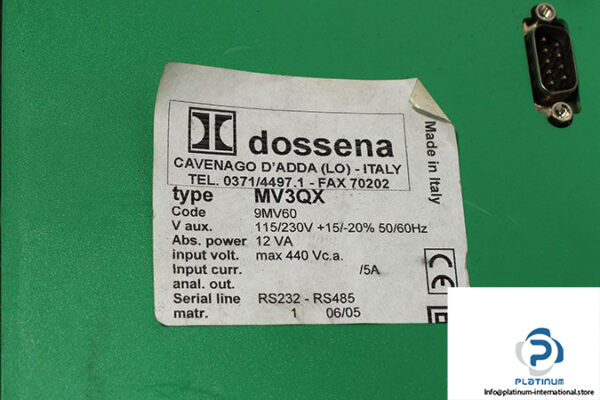 dossena
CAVENAGO D'ADDA (LO) - ITALY
TEL. 0371/4497.1 - FAX 70202
type MV3QX
Code 9MV60
V aux. 115/230V +15/-20% 50/60Hz
Abs. power 12 VA
input volt. max 440 Vc.a.
Input curr. /5A
anal. out.
Serial line RS232 - RS485
matr. 1 06/05
Made in Italy
CE
PLATINUM
info@platinum-international.store